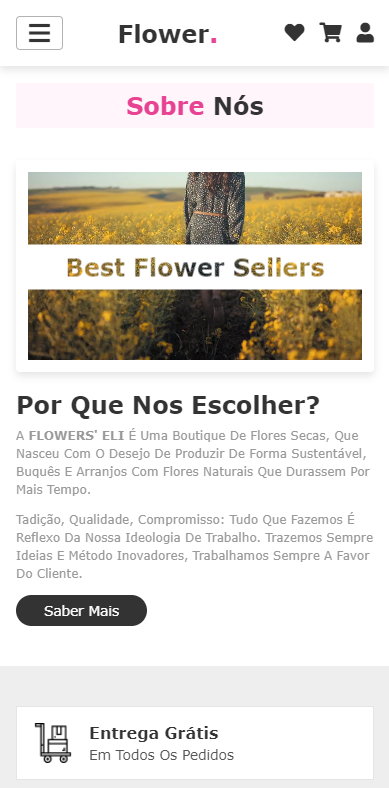 Flower.
Sobre Nós
Best Flower Sellers
Por Que Nos Escolher?
A FLOWERS' ELI É Uma Boutique De Flores Secas, Que
Nasceu Com O Desejo De Produzir De Forma Sustentável,
Buquês E Arranjos Com Flores Naturais Que Durassem Por
Mais Tempo.
Tadição, Qualidade, Compromisso: Tudo Que Fazemos É
Reflexo Da Nossa Ideologia De Trabalho. Trazemos Sempre
Ideias E Método Inovadores, Trabalhamos Sempre A Favor
Do Cliente.
Saber Mais
Entrega Grátis
Em Todos Os Pedidos